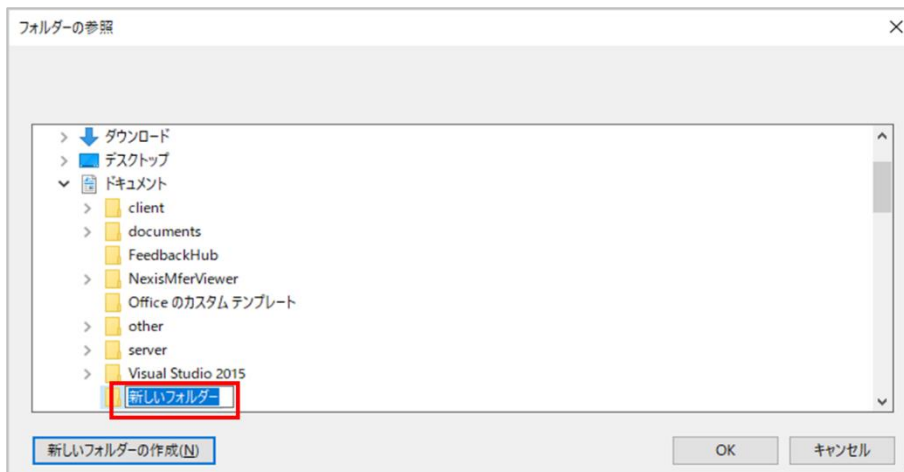 フォルダーの参照
ダウンロード
デスクトップ
ドキュメント
client
documents
FeedbackHub
NexisMferViewer
Office のカスタム テンプレート
other
server
Visual Studio 2015
新しいフォルダー
新しいフォルダーの作成(N) OK キャンセル